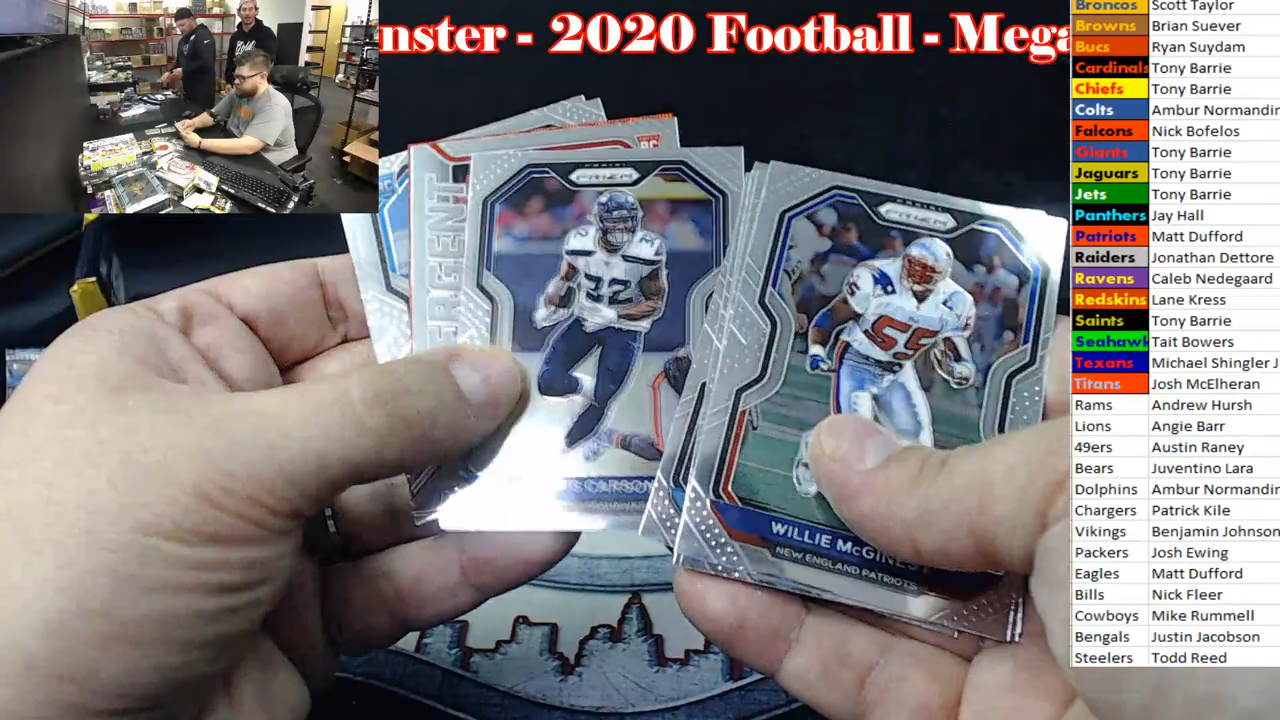 nster - 2020 Football - Mega
Broncos Scott Taylor
Browns Brian Suever
Bucs Ryan Suydam
Cardinals Tony Barrie
Chiefs Tony Barrie
Colts Ambur Normandin
Falcons Nick Bofelos
Giants Tony Barrie
Jaguars Tony Barrie
Jets Tony Barrie
Panthers Jay Hall
Patriots Matt Dufford
Raiders Jonathan Dettore
Ravens Caleb Nedegaard
Redskins Lane Kress
Saints Tony Barrie
Seahawk Tait Bowers
Texans Michael Shingler J
Titans Josh McElheran
Rams Andrew Hursh
Lions Angie Barr
49ers Austin Raney
Bears Juventino Lara
Dolphins Ambur Normandin
Chargers Patrick Kile
Vikings Benjamin Johnson
Packers Josh Ewing
Eagles Matt Dufford
Bills Nick Fleer
Cowboys Mike Rummell
Bengals Justin Jacobson
Steelers Todd Reed
RC
ERGENT
PANINI
PRIZM
32
S CARSON
PANINI
PRIZM
55
WILLIE McGINEST
NEW ENGLAND PATRIOTS